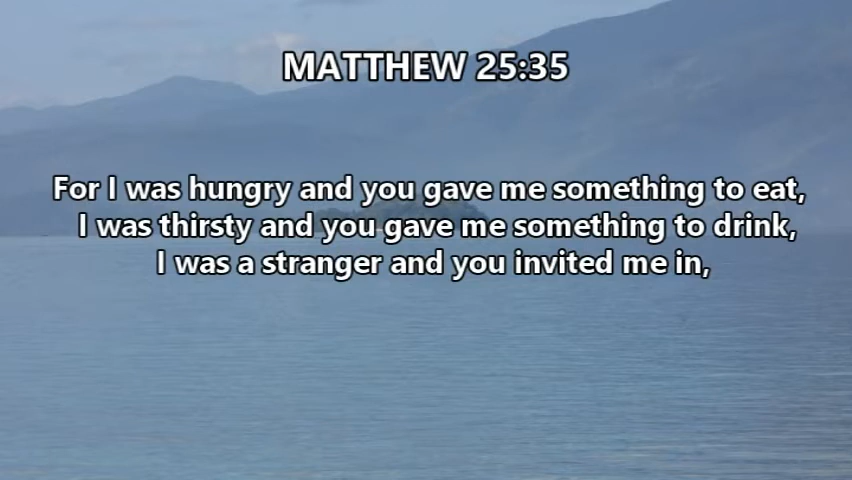 MATTHEW 25:35
For I was hungry and you gave me something to eat,
I was thirsty and you gave me something to drink,
I was a stranger and you invited me in,